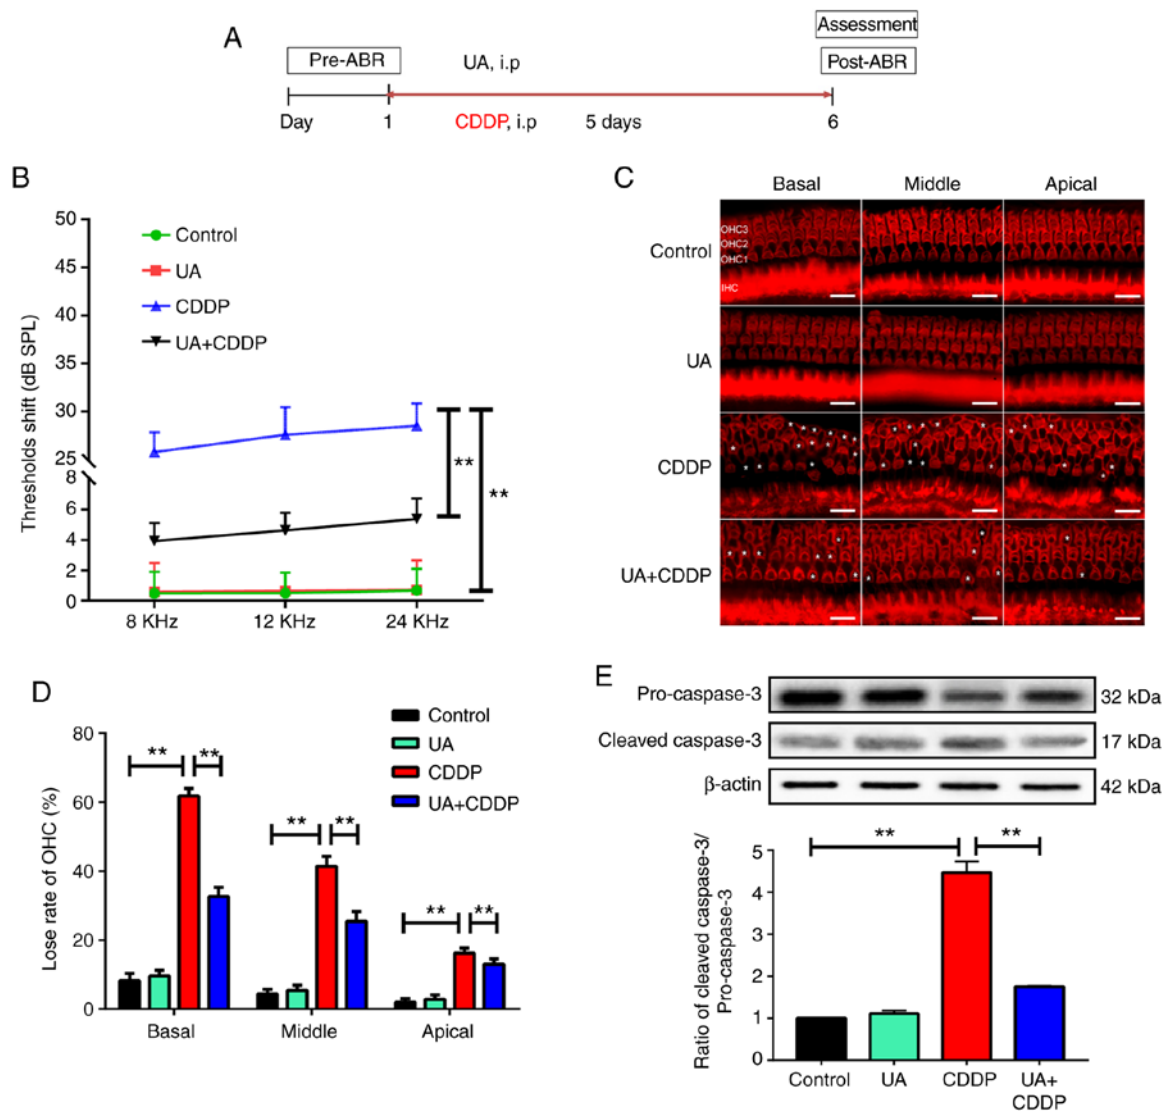 A
Pre-ABR
UA, i.p
Assessment
Post-ABR
Day
1
CDDP, i.p
5 days
6
B
Thresholds shift (dB SPL)
50
45
40
35
30
25
8
6
4
2
0
Control
UA
CDDP
UA+CDDP
**
**
8 KHz
12 KHz
24 KHz
C
Basal
Middle
Apical
Control
OHC3
OHC2
OHC1
IHC
UA
CDDP
UA+CDDP
D
Lose rate of OHC (%)
80
60
40
20
0
Control
UA
CDDP
UA+CDDP
** **
** **
** **
Basal
Middle
Apical
E
Pro-caspase-3
32 kDa
Cleaved caspase-3
17 kDa
β-actin
42 kDa
Ratio of cleaved caspase-3/
Pro-caspase-3
5
4
3
2
1
0
** **
Control
UA
CDDP
UA+
CDDP